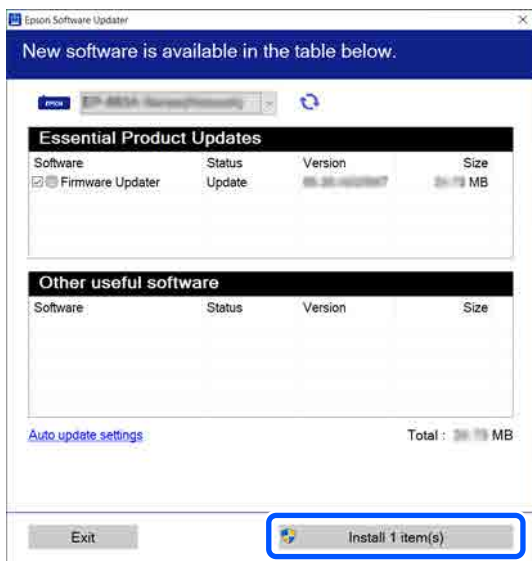 Epson Software Updater
New software is available in the table below.
EPSON
Essential Product Updates
Software Status Version Size
Firmware Updater Update MB
Other useful software
Software Status Version Size
Auto update settings Total : MB
Exit Install 1 item(s)